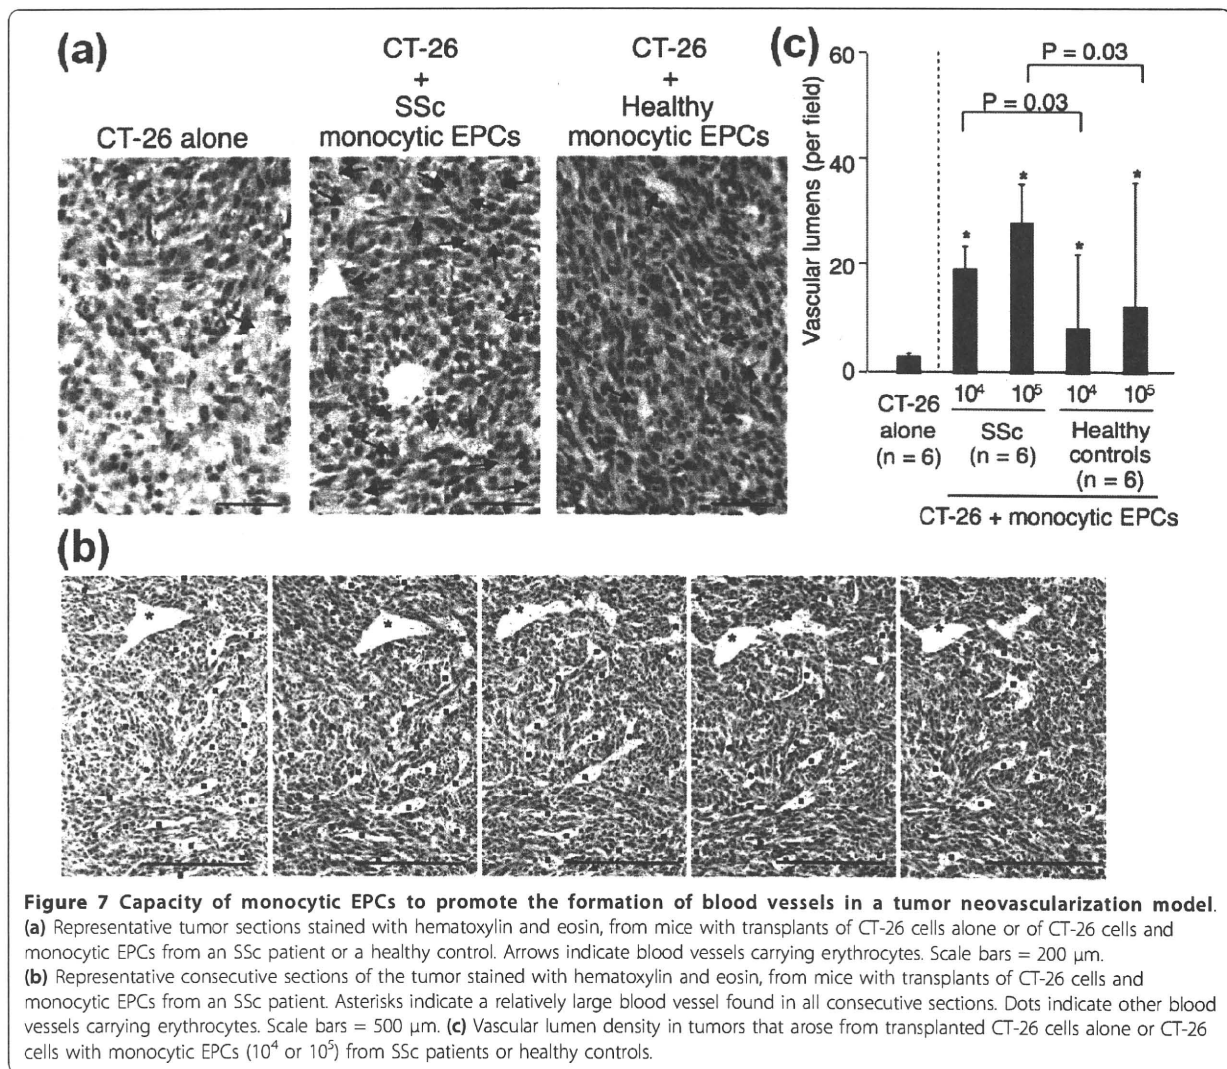 (a)
CT-26 alone
CT-26
+
SSc
monocytic EPCs
CT-26
+
Healthy
monocytic EPCs
(c)
Vascular lumens (per field)
60
40
20
0
P = 0.03
P = 0.03
*
*
*
*
CT-26
alone
(n = 6)
10⁴
10⁵
10⁴
10⁵
SSc
(n = 6)
Healthy
controls
(n = 6)
CT-26 + monocytic EPCs
(b)
*
*
*
*
*
Figure 7 Capacity of monocytic EPCs to promote the formation of blood vessels in a tumor neovascularization model.
(a) Representative tumor sections stained with hematoxylin and eosin, from mice with transplants of CT-26 cells alone or of CT-26 cells and
monocytic EPCs from an SSc patient or a healthy control. Arrows indicate blood vessels carrying erythrocytes. Scale bars = 200 μm.
(b) Representative consecutive sections of the tumor stained with hematoxylin and eosin, from mice with transplants of CT-26 cells and
monocytic EPCs from an SSc patient. Asterisks indicate a relatively large blood vessel found in all consecutive sections. Dots indicate other blood
vessels carrying erythrocytes. Scale bars = 500 μm. (c) Vascular lumen density in tumors that arose from transplanted CT-26 cells alone or CT-26
cells with monocytic EPCs (10⁴ or 10⁵) from SSc patients or healthy controls.